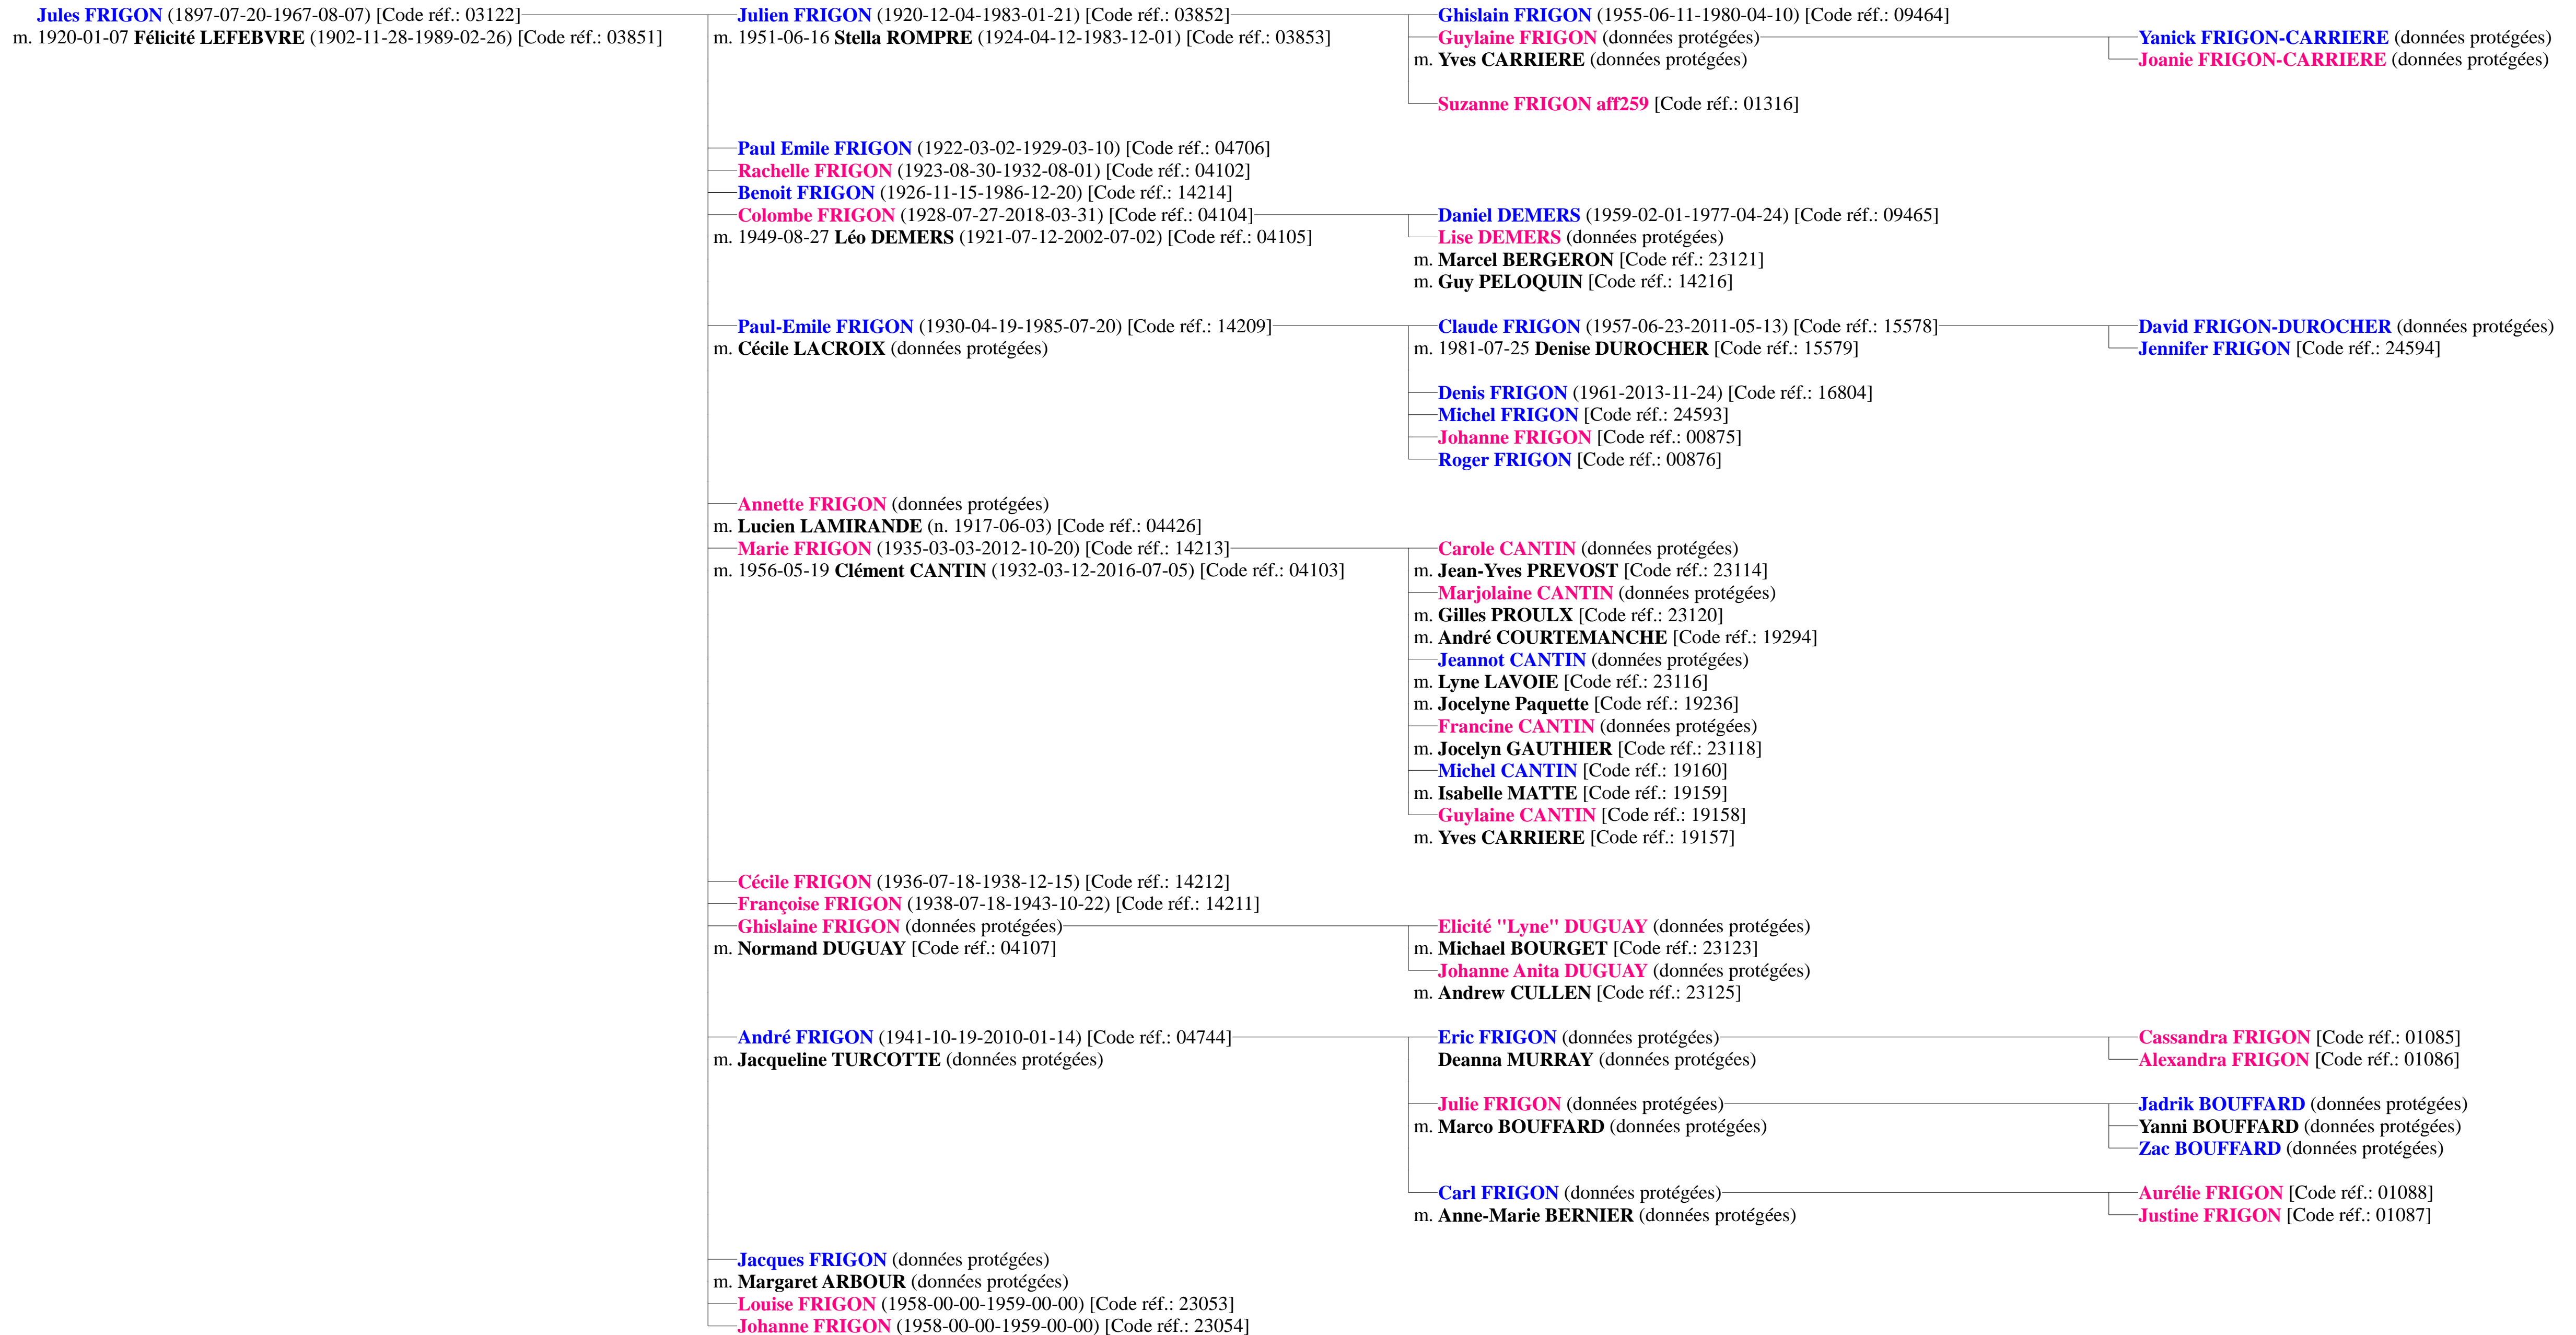 Jules FRIGON (1897-07-20-1967-08-07) [Code réf.: 03122]
m. 1920-01-07 Félicité LEFEBVRE (1902-11-28-1989-02-26) [Code réf.: 03851]
Julien FRIGON (1920-12-04-1983-01-21) [Code réf.: 03852]
m. 1951-06-16 Stella ROMPRE (1924-04-12-1983-12-01) [Code réf.: 03853]
Ghislain FRIGON (1955-06-11-1980-04-10) [Code réf.: 09464]
Guylaine FRIGON (données protégées)
m. Yves CARRIERE (données protégées)
Yanick FRIGON-CARRIERE (données protégées)
Joanie FRIGON-CARRIERE (données protégées)
Suzanne FRIGON aff259 [Code réf.: 01316]
Paul Emile FRIGON (1922-03-02-1929-03-10) [Code réf.: 04706]
Rachelle FRIGON (1923-08-30-1932-08-01) [Code réf.: 04102]
Benoit FRIGON (1926-11-15-1986-12-20) [Code réf.: 14214]
Colombe FRIGON (1928-07-27-2018-03-31) [Code réf.: 04104]
m. 1949-08-27 Léo DEMERS (1921-07-12-2002-07-02) [Code réf.: 04105]
Daniel DEMERS (1959-02-01-1977-04-24) [Code réf.: 09465]
Lise DEMERS (données protégées)
m. Marcel BERGERON [Code réf.: 23121]
m. Guy PELOQUIN [Code réf.: 14216]
Paul-Emile FRIGON (1930-04-19-1985-07-20) [Code réf.: 14209]
m. Cécile LACROIX (données protégées)
Claude FRIGON (1957-06-23-2011-05-13) [Code réf.: 15578]
m. 1981-07-25 Denise DUROCHER [Code réf.: 15579]
David FRIGON-DUROCHER (données protégées)
Jennifer FRIGON [Code réf.: 24594]
Denis FRIGON (1961-2013-11-24) [Code réf.: 16804]
Michel FRIGON [Code réf.: 24593]
Johanne FRIGON [Code réf.: 00875]
Roger FRIGON [Code réf.: 00876]
Annette FRIGON (données protégées)
m. Lucien LAMIRANDE (n. 1917-06-03) [Code réf.: 04426]
Marie FRIGON (1935-03-03-2012-10-20) [Code réf.: 14213]
m. 1956-05-19 Clément CANTIN (1932-03-12-2016-07-05) [Code réf.: 04103]
Carole CANTIN (données protégées)
m. Jean-Yves PREVOST [Code réf.: 23114]
Marjolaine CANTIN (données protégées)
m. Gilles PROULX [Code réf.: 23120]
m. André COURTEMANCHE [Code réf.: 19294]
Jeannot CANTIN (données protégées)
m. Lyne LAVOIE [Code réf.: 23116]
m. Jocelyne Paquette [Code réf.: 19236]
Francine CANTIN (données protégées)
m. Jocelyn GAUTHIER [Code réf.: 23118]
Michel CANTIN [Code réf.: 19160]
m. Isabelle MATTE [Code réf.: 19159]
Guylaine CANTIN [Code réf.: 19158]
m. Yves CARRIERE [Code réf.: 19157]
Cécile FRIGON (1936-07-18-1938-12-15) [Code réf.: 14212]
Françoise FRIGON (1938-07-18-1943-10-22) [Code réf.: 14211]
Ghislaine FRIGON (données protégées)
m. Normand DUGUAY [Code réf.: 04107]
Elicité "Lyne" DUGUAY (données protégées)
m. Michael BOURGET [Code réf.: 23123]
Johanne Anita DUGUAY (données protégées)
m. Andrew CULLEN [Code réf.: 23125]
André FRIGON (1941-10-19-2010-01-14) [Code réf.: 04744]
m. Jacqueline TURCOTTE (données protégées)
Eric FRIGON (données protégées)
Deanna MURRAY (données protégées)
Cassandra FRIGON [Code réf.: 01085]
Alexandra FRIGON [Code réf.: 01086]
Julie FRIGON (données protégées)
m. Marco BOUFFARD (données protégées)
Jadrik BOUFFARD (données protégées)
Yanni BOUFFARD (données protégées)
Zac BOUFFARD (données protégées)
Carl FRIGON (données protégées)
m. Anne-Marie BERNIER (données protégées)
Aurélie FRIGON [Code réf.: 01088]
Justine FRIGON [Code réf.: 01087]
Jacques FRIGON (données protégées)
m. Margaret ARBOUR (données protégées)
Louise FRIGON (1958-00-00-1959-00-00) [Code réf.: 23053]
Johanne FRIGON (1958-00-00-1959-00-00) [Code réf.: 23054]